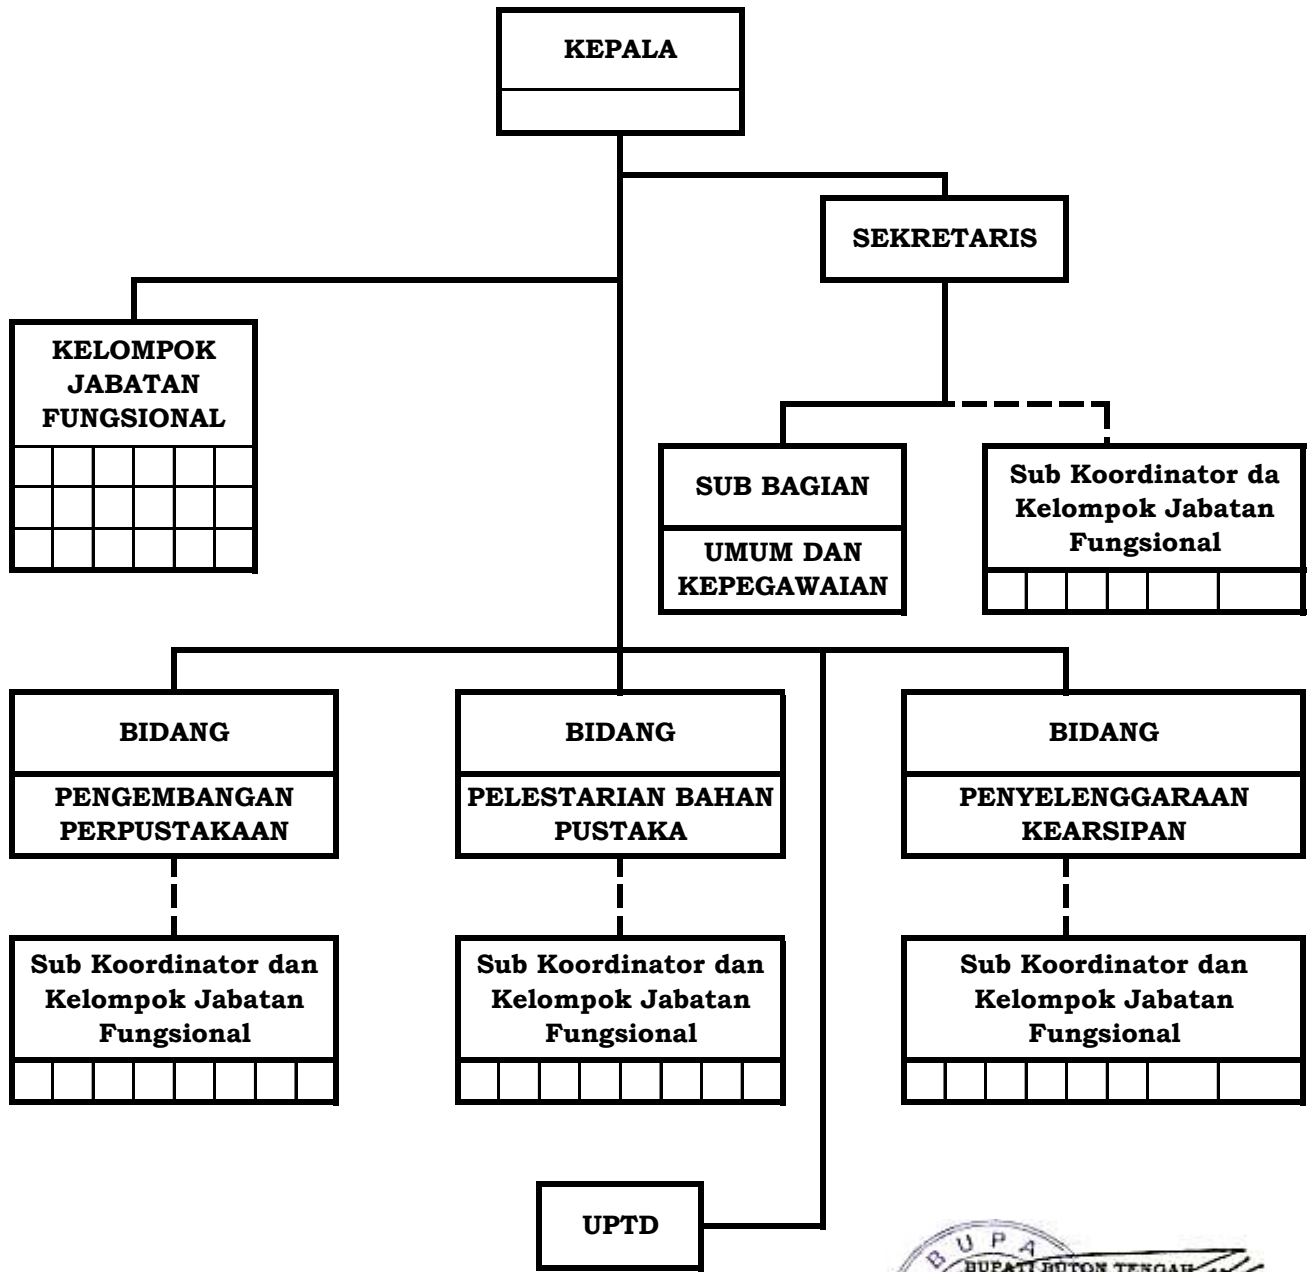 KEPALA
SEKRETARIS
KELOMPOK
JABATAN
FUNGSIONAL
SUB BAGIAN
UMUM DAN
KEPEGAWAIAN
Sub Koordinator da
Kelompok Jabatan
Fungsional
BIDANG
PENGEMBANGAN
PERPUSTAKAAN
BIDANG
PELESTARIAN BAHAN
PUSTAKA
BIDANG
PENYELENGGARAAN
KEARSIPAN
Sub Koordinator dan
Kelompok Jabatan
Fungsional
Sub Koordinator dan
Kelompok Jabatan
Fungsional
Sub Koordinator dan
Kelompok Jabatan
Fungsional
UPTD
BUPA
BUPATI BUTON TENGAH